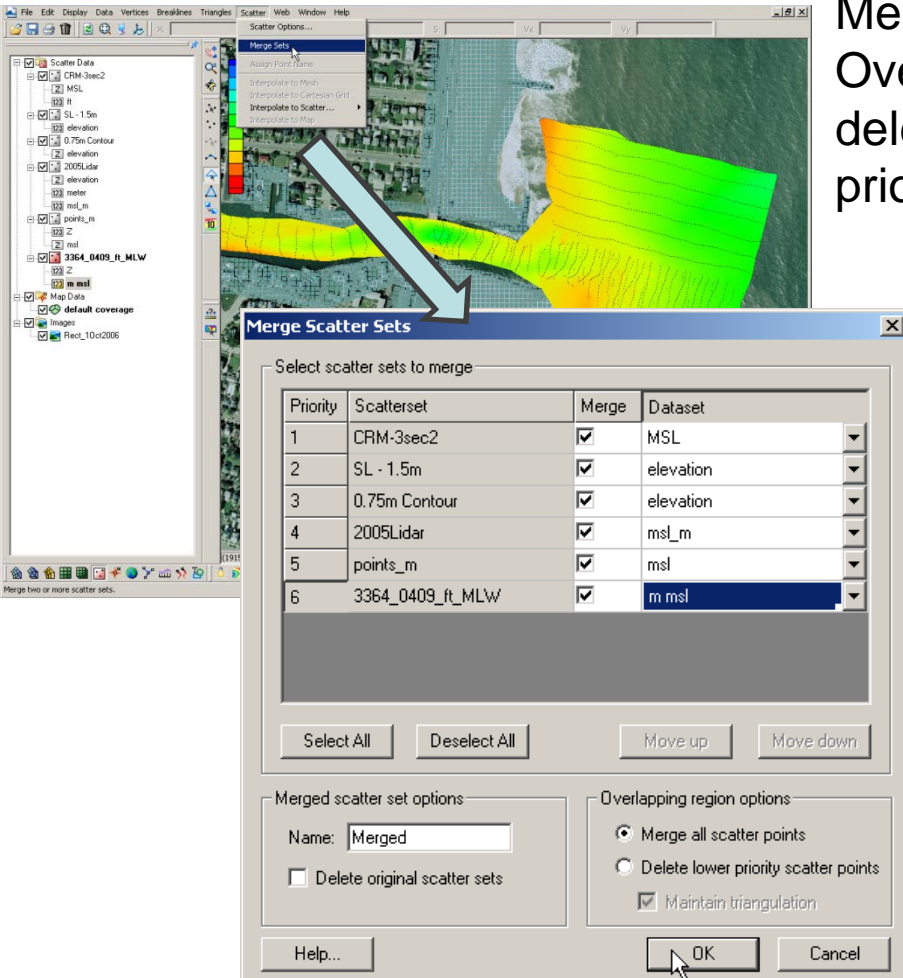 File Edit Display Data Vertices Breaklines Triangles Scatter Web Window Help
S Vx Vy
Scatter Options...
Merge Sets
Assign Point Name
Interpolate to Mesh
Interpolate to Cartesian Grid
Interpolate to Scatter...
Interpolate to Map
Scatter Data
CRM-3sec2
MSL
ft
SL - 1.5m
elevation
0.75m Contour
elevation
2005Lidar
elevation
meter
msl_m
points_m
Z
msl
3364_0409_ft_MLW
Z
m msl
Map Data
default coverage
Images
Rect_1Oct2006
(1915
Merge two or more scatter sets.
Merge Scatter Sets
Select scatter sets to merge
Priority Scatterset Merge Dataset
1 CRM-3sec2 MSL
2 SL - 1.5m elevation
3 0.75m Contour elevation
4 2005Lidar msl_m
5 points_m msl
6 3364_0409_ft_MLW m msl
Select All Deselect All Move up Move down
Merged scatter set options
Name: Merged
Delete original scatter sets
Overlapping region options
Merge all scatter points
Delete lower priority scatter points
Maintain triangulation
Help... OK Cancel